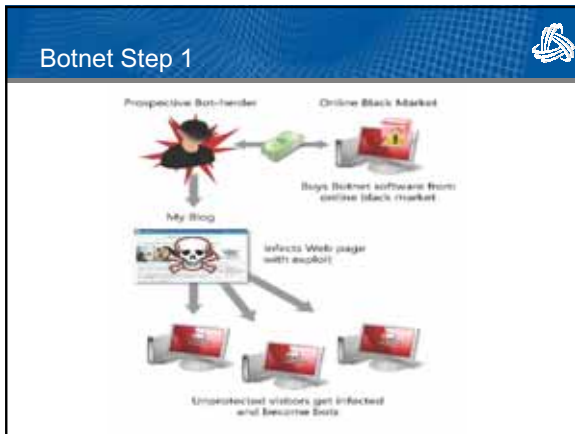 Botnet Step 1
Prospective Bot-herder
Online Black Market
Buys Botnet software from
online black market
My Blog
Infects Web page
with exploit
Unprotected visitors get infected
and become bots